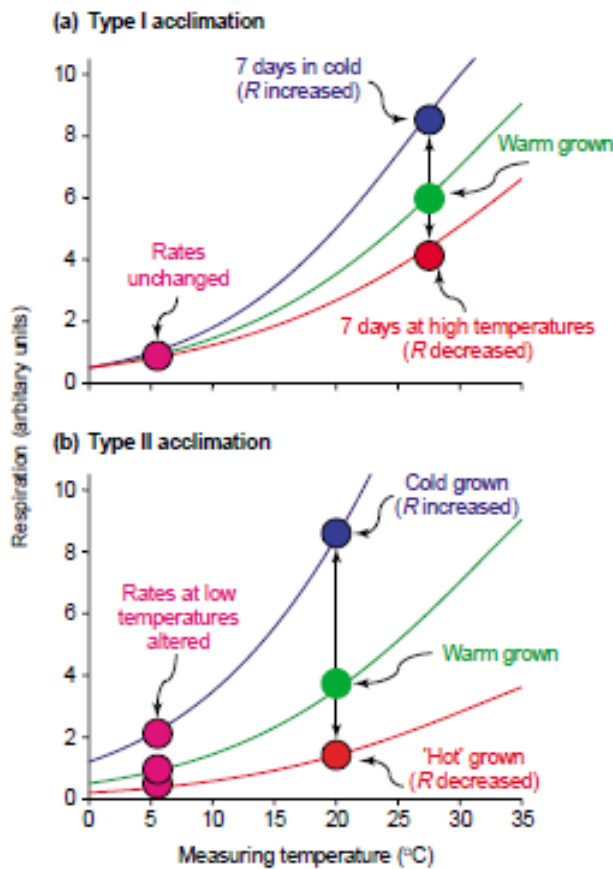 (a) Type I acclimation
10
8
6
4
2
0
7 days in cold
(R increased)
Warm grown
Rates
unchanged
7 days at high temperatures
(R decreased)
Respiration (arbitrary units)
(b) Type II acclimation
10
8
6
4
2
0
Cold grown
(R increased)
Rates at low
temperatures
altered
Warm grown
'Hot' grown
(R decreased)
0 5 10 15 20 25 30 35
Measuring temperature (°C)